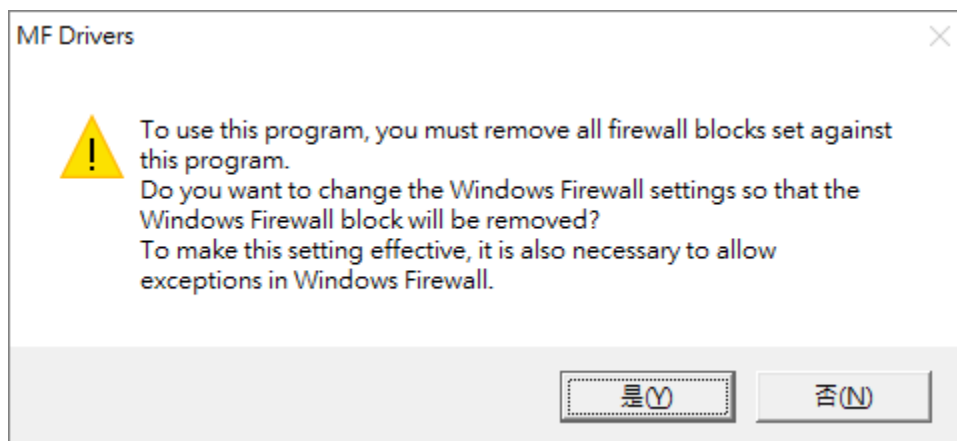 MF Drivers
To use this program, you must remove all firewall blocks set against
this program.
Do you want to change the Windows Firewall settings so that the
Windows Firewall block will be removed?
To make this setting effective, it is also necessary to allow
exceptions in Windows Firewall.
是(Y)
否(N)